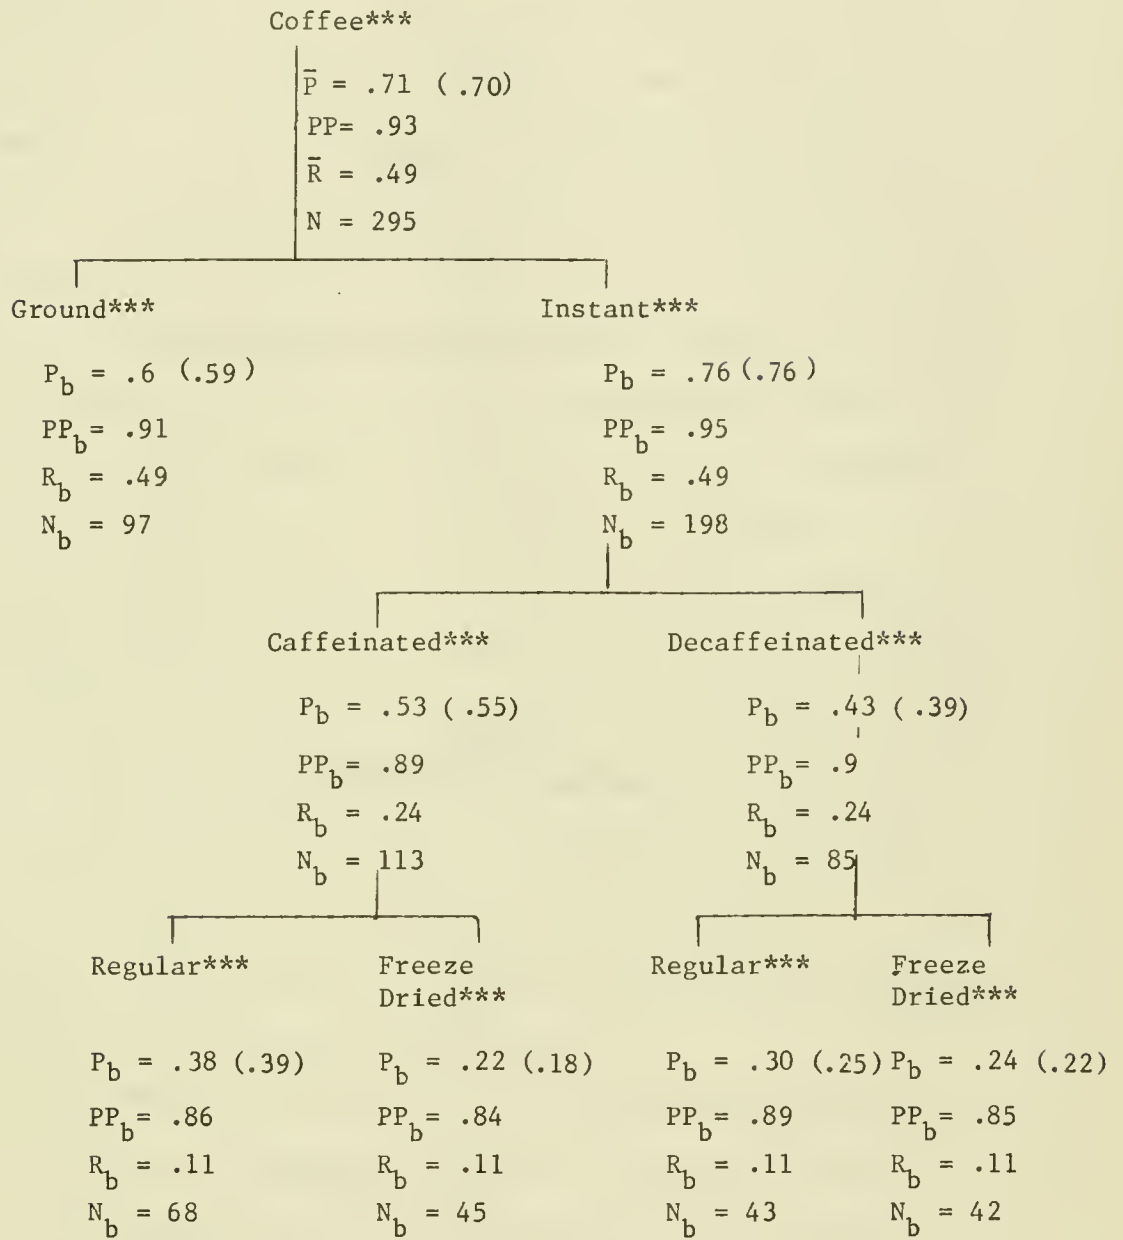 Coffee***
P̄ = .71 (.70)
PP= .93
R̄ = .49
N = 295
Ground***
P_b = .6 (.59)
PP_b= .91
R_b = .49
N_b = 97
Instant***
P_b = .76 (.76)
PP_b= .95
R_b = .49
N_b = 198
Caffeinated***
P_b = .53 (.55)
PP_b= .89
R_b = .24
N_b = 113
Decaffeinated***
P_b = .43 (.39)
PP_b= .9
R_b = .24
N_b = 85
Regular***
P_b = .38 (.39)
PP_b= .86
R_b = .11
N_b = 68
Freeze
Dried***
P_b = .22 (.18)
PP_b= .84
R_b = .11
N_b = 45
Regular***
P_b = .30 (.25)
PP_b= .89
R_b = .11
N_b = 43
Freeze
Dried***
P_b = .24 (.22)
PP_b= .85
R_b = .11
N_b = 42